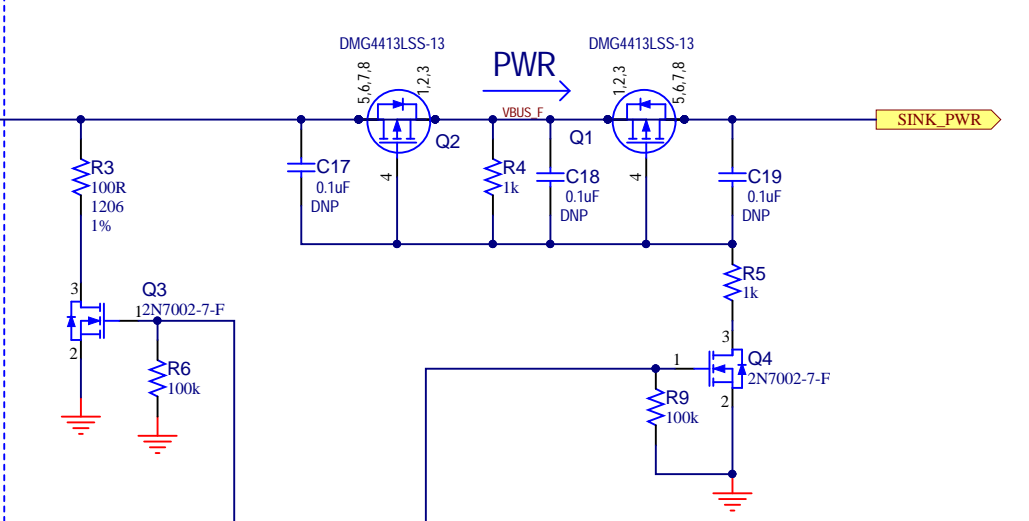 DMG4413LSS-13
DMG4413LSS-13
PWR
5,6,7,8
1,2,3
1,2,3
5,6,7,8
VBUS_F
SINK_PWR
Q2
Q1
4
4
R3
100R
1206
1%
C17
0.1uF
DNP
R4
1k
C18
0.1uF
DNP
C19
0.1uF
DNP
R5
1k
3
Q3
1
2N7002-7-F
2
R6
100k
3
1
Q4
2N7002-7-F
2
R9
100k